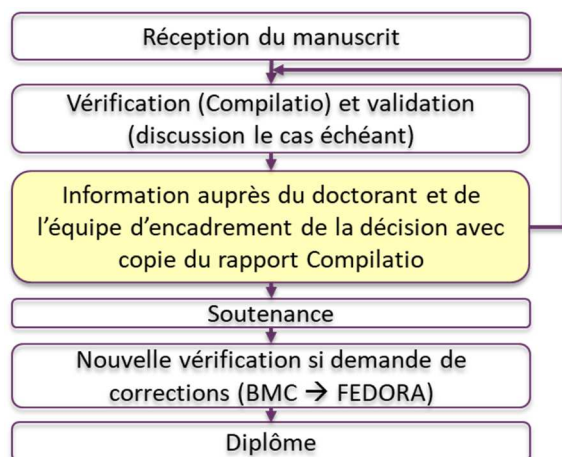 Réception du manuscrit
Vérification (Compilatio) et validation
(discussion le cas échéant)
Information auprès du doctorant et de
l’équipe d’encadrement de la décision avec
copie du rapport Compilatio
Soutenance
Nouvelle vérification si demande de
corrections (BMC → FEDORA)
Diplôme